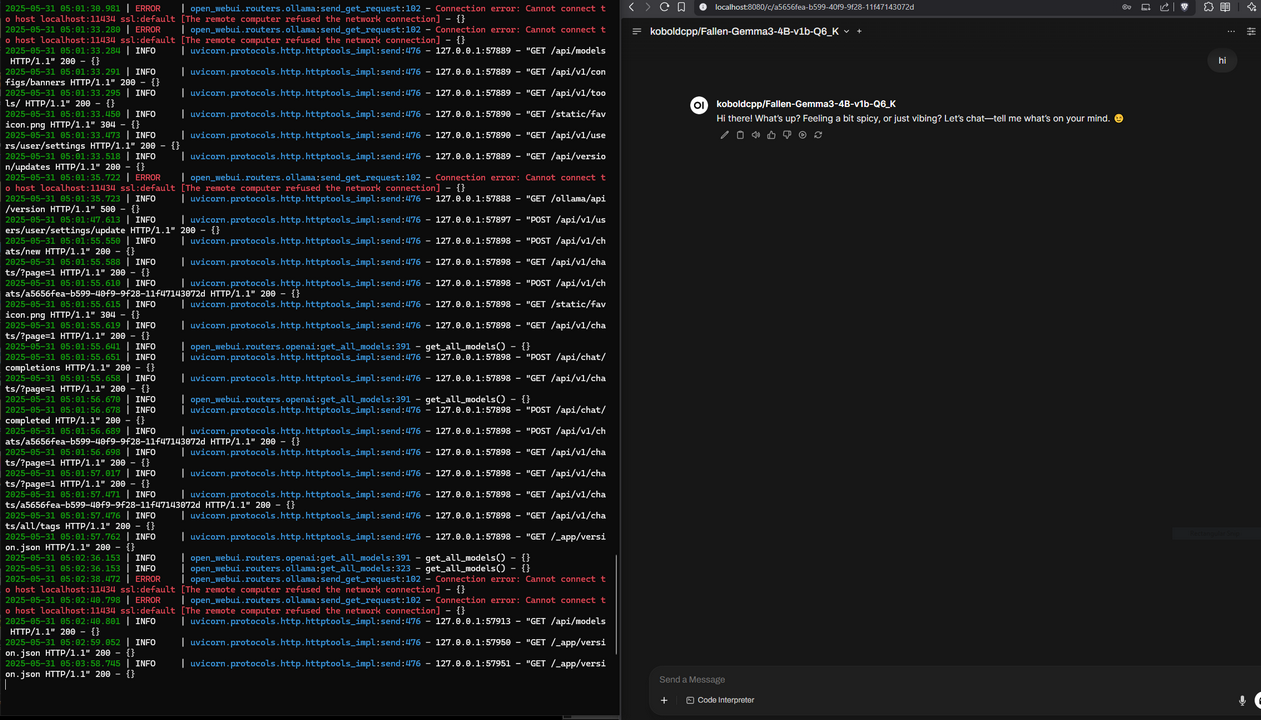 2025-05-31 05:01:30.981 | ERROR    | open_webui.routers.ollama:send_get_request:102 - Connection error: Cannot connect t
o host localhost:11434 ssl:default [The remote computer refused the network connection] - {}
2025-05-31 05:01:33.280 | ERROR    | open_webui.routers.ollama:send_get_request:102 - Connection error: Cannot connect t
o host localhost:11434 ssl:default [The remote computer refused the network connection] - {}
2025-05-31 05:01:33.284 | INFO     | uvicorn.protocols.http.httptools_impl:send:476 - 127.0.0.1:57889 - "GET /api/models
 HTTP/1.1" 200 - {}
2025-05-31 05:01:33.291 | INFO     | uvicorn.protocols.http.httptools_impl:send:476 - 127.0.0.1:57889 - "GET /api/v1/con
figs/banners HTTP/1.1" 200 - {}
2025-05-31 05:01:33.295 | INFO     | uvicorn.protocols.http.httptools_impl:send:476 - 127.0.0.1:57889 - "GET /api/v1/too
ls/ HTTP/1.1" 200 - {}
2025-05-31 05:01:33.450 | INFO     | uvicorn.protocols.http.httptools_impl:send:476 - 127.0.0.1:57890 - "GET /static/fav
icon.png HTTP/1.1" 304 - {}
2025-05-31 05:01:33.473 | INFO     | uvicorn.protocols.http.httptools_impl:send:476 - 127.0.0.1:57890 - "GET /api/v1/use
rs/user/settings HTTP/1.1" 200 - {}
2025-05-31 05:01:33.518 | INFO     | uvicorn.protocols.http.httptools_impl:send:476 - 127.0.0.1:57889 - "GET /api/versio
n/updates HTTP/1.1" 200 - {}
2025-05-31 05:01:35.722 | ERROR    | open_webui.routers.ollama:send_get_request:102 - Connection error: Cannot connect t
o host localhost:11434 ssl:default [The remote computer refused the network connection] - {}
2025-05-31 05:01:35.723 | INFO     | uvicorn.protocols.http.httptools_impl:send:476 - 127.0.0.1:57888 - "GET /ollama/api
/version HTTP/1.1" 500 - {}
2025-05-31 05:01:47.613 | INFO     | uvicorn.protocols.http.httptools_impl:send:476 - 127.0.0.1:57897 - "POST /api/v1/us
ers/user/settings/update HTTP/1.1" 200 - {}
2025-05-31 05:01:55.550 | INFO     | uvicorn.protocols.http.httptools_impl:send:476 - 127.0.0.1:57898 - "POST /api/v1/ch
ats/new HTTP/1.1" 200 - {}
2025-05-31 05:01:55.588 | INFO     | uvicorn.protocols.http.httptools_impl:send:476 - 127.0.0.1:57898 - "GET /api/v1/cha
ts/?page=1 HTTP/1.1" 200 - {}
2025-05-31 05:01:55.610 | INFO     | uvicorn.protocols.http.httptools_impl:send:476 - 127.0.0.1:57898 - "POST /api/v1/ch
ats/a5656fea-b599-40f9-9f28-11f47143072d HTTP/1.1" 200 - {}
2025-05-31 05:01:55.615 | INFO     | uvicorn.protocols.http.httptools_impl:send:476 - 127.0.0.1:57898 - "GET /static/fav
icon.png HTTP/1.1" 304 - {}
2025-05-31 05:01:55.619 | INFO     | uvicorn.protocols.http.httptools_impl:send:476 - 127.0.0.1:57898 - "GET /api/v1/cha
ts/?page=1 HTTP/1.1" 200 - {}
2025-05-31 05:01:55.641 | INFO     | open_webui.routers.openai:get_all_models:391 - get_all_models() - {}
2025-05-31 05:01:55.651 | INFO     | uvicorn.protocols.http.httptools_impl:send:476 - 127.0.0.1:57898 - "POST /api/chat/
completions HTTP/1.1" 200 - {}
2025-05-31 05:01:55.658 | INFO     | uvicorn.protocols.http.httptools_impl:send:476 - 127.0.0.1:57898 - "GET /api/v1/cha
ts/?page=1 HTTP/1.1" 200 - {}
2025-05-31 05:01:56.670 | INFO     | open_webui.routers.openai:get_all_models:391 - get_all_models() - {}
2025-05-31 05:01:56.678 | INFO     | uvicorn.protocols.http.httptools_impl:send:476 - 127.0.0.1:57898 - "POST /api/chat/
completed HTTP/1.1" 200 - {}
2025-05-31 05:01:56.689 | INFO     | uvicorn.protocols.http.httptools_impl:send:476 - 127.0.0.1:57898 - "POST /api/v1/ch
ats/a5656fea-b599-40f9-9f28-11f47143072d HTTP/1.1" 200 - {}
2025-05-31 05:01:56.698 | INFO     | uvicorn.protocols.http.httptools_impl:send:476 - 127.0.0.1:57898 - "GET /api/v1/cha
ts/?page=1 HTTP/1.1" 200 - {}
2025-05-31 05:01:57.017 | INFO     | uvicorn.protocols.http.httptools_impl:send:476 - 127.0.0.1:57898 - "GET /api/v1/cha
ts/?page=1 HTTP/1.1" 200 - {}
2025-05-31 05:01:57.471 | INFO     | uvicorn.protocols.http.httptools_impl:send:476 - 127.0.0.1:57898 - "GET /api/v1/cha
ts/a5656fea-b599-40f9-9f28-11f47143072d HTTP/1.1" 200 - {}
2025-05-31 05:01:57.476 | INFO     | uvicorn.protocols.http.httptools_impl:send:476 - 127.0.0.1:57898 - "GET /api/v1/cha
ts/all/tags HTTP/1.1" 200 - {}
2025-05-31 05:01:57.762 | INFO     | uvicorn.protocols.http.httptools_impl:send:476 - 127.0.0.1:57898 - "GET /_app/versi
on.json HTTP/1.1" 200 - {}
2025-05-31 05:02:36.153 | INFO     | open_webui.routers.openai:get_all_models:391 - get_all_models() - {}
2025-05-31 05:02:36.153 | INFO     | open_webui.routers.ollama:get_all_models:323 - get_all_models() - {}
2025-05-31 05:02:38.472 | ERROR    | open_webui.routers.ollama:send_get_request:102 - Connection error: Cannot connect t
o host localhost:11434 ssl:default [The remote computer refused the network connection] - {}
2025-05-31 05:02:40.798 | ERROR    | open_webui.routers.ollama:send_get_request:102 - Connection error: Cannot connect t
o host localhost:11434 ssl:default [The remote computer refused the network connection] - {}
2025-05-31 05:02:40.801 | INFO     | uvicorn.protocols.http.httptools_impl:send:476 - 127.0.0.1:57913 - "GET /api/models
 HTTP/1.1" 200 - {}
2025-05-31 05:02:59.052 | INFO     | uvicorn.protocols.http.httptools_impl:send:476 - 127.0.0.1:57950 - "GET /_app/versi
on.json HTTP/1.1" 200 - {}
2025-05-31 05:03:58.745 | INFO     | uvicorn.protocols.http.httptools_impl:send:476 - 127.0.0.1:57951 - "GET /_app/versi
on.json HTTP/1.1" 200 - {}
localhost:8080/c/a5656fea-b599-40f9-9f28-11f47143072d
koboldcpp/Fallen-Gemma3-4B-v1b-Q6_K
hi
OI koboldcpp/Fallen-Gemma3-4B-v1b-Q6_K
Hi there! What's up? Feeling a bit spicy, or just vibing? Let's chat—tell me what's on your mind. 😉
Send a Message
Code Interpreter